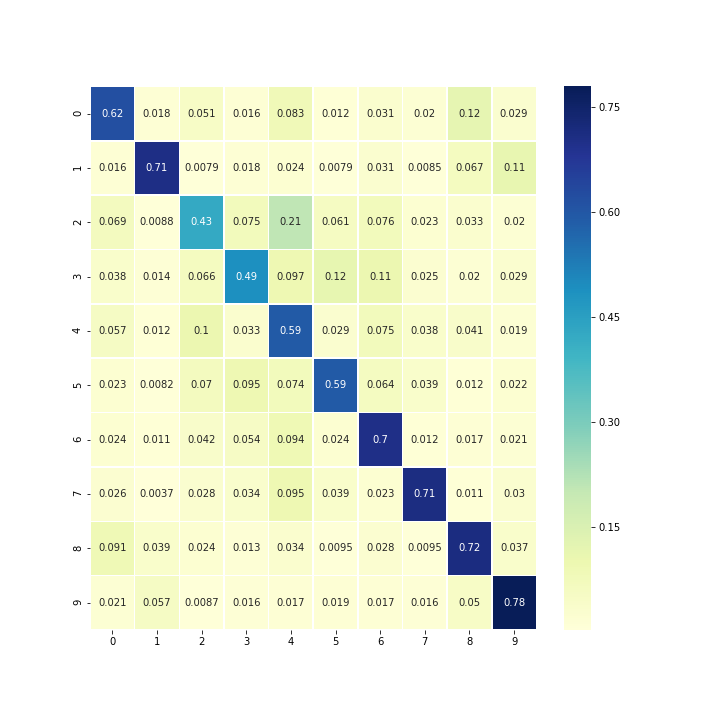 0 0.62 0.018 0.051 0.016 0.083 0.012 0.031 0.02 0.12 0.029
1 0.016 0.71 0.0079 0.018 0.024 0.0079 0.031 0.0085 0.067 0.11
2 0.069 0.0088 0.43 0.075 0.21 0.061 0.076 0.023 0.033 0.02
3 0.038 0.014 0.066 0.49 0.097 0.12 0.11 0.025 0.02 0.029
4 0.057 0.012 0.1 0.033 0.59 0.029 0.075 0.038 0.041 0.019
5 0.023 0.0082 0.07 0.095 0.074 0.59 0.064 0.039 0.012 0.022
6 0.024 0.011 0.042 0.054 0.094 0.024 0.7 0.012 0.017 0.021
7 0.026 0.0037 0.028 0.034 0.095 0.039 0.023 0.71 0.011 0.03
8 0.091 0.039 0.024 0.013 0.034 0.0095 0.028 0.0095 0.72 0.037
9 0.021 0.057 0.0087 0.016 0.017 0.019 0.017 0.016 0.05 0.78
0 1 2 3 4 5 6 7 8 9
0.75
0.60
0.45
0.30
0.15